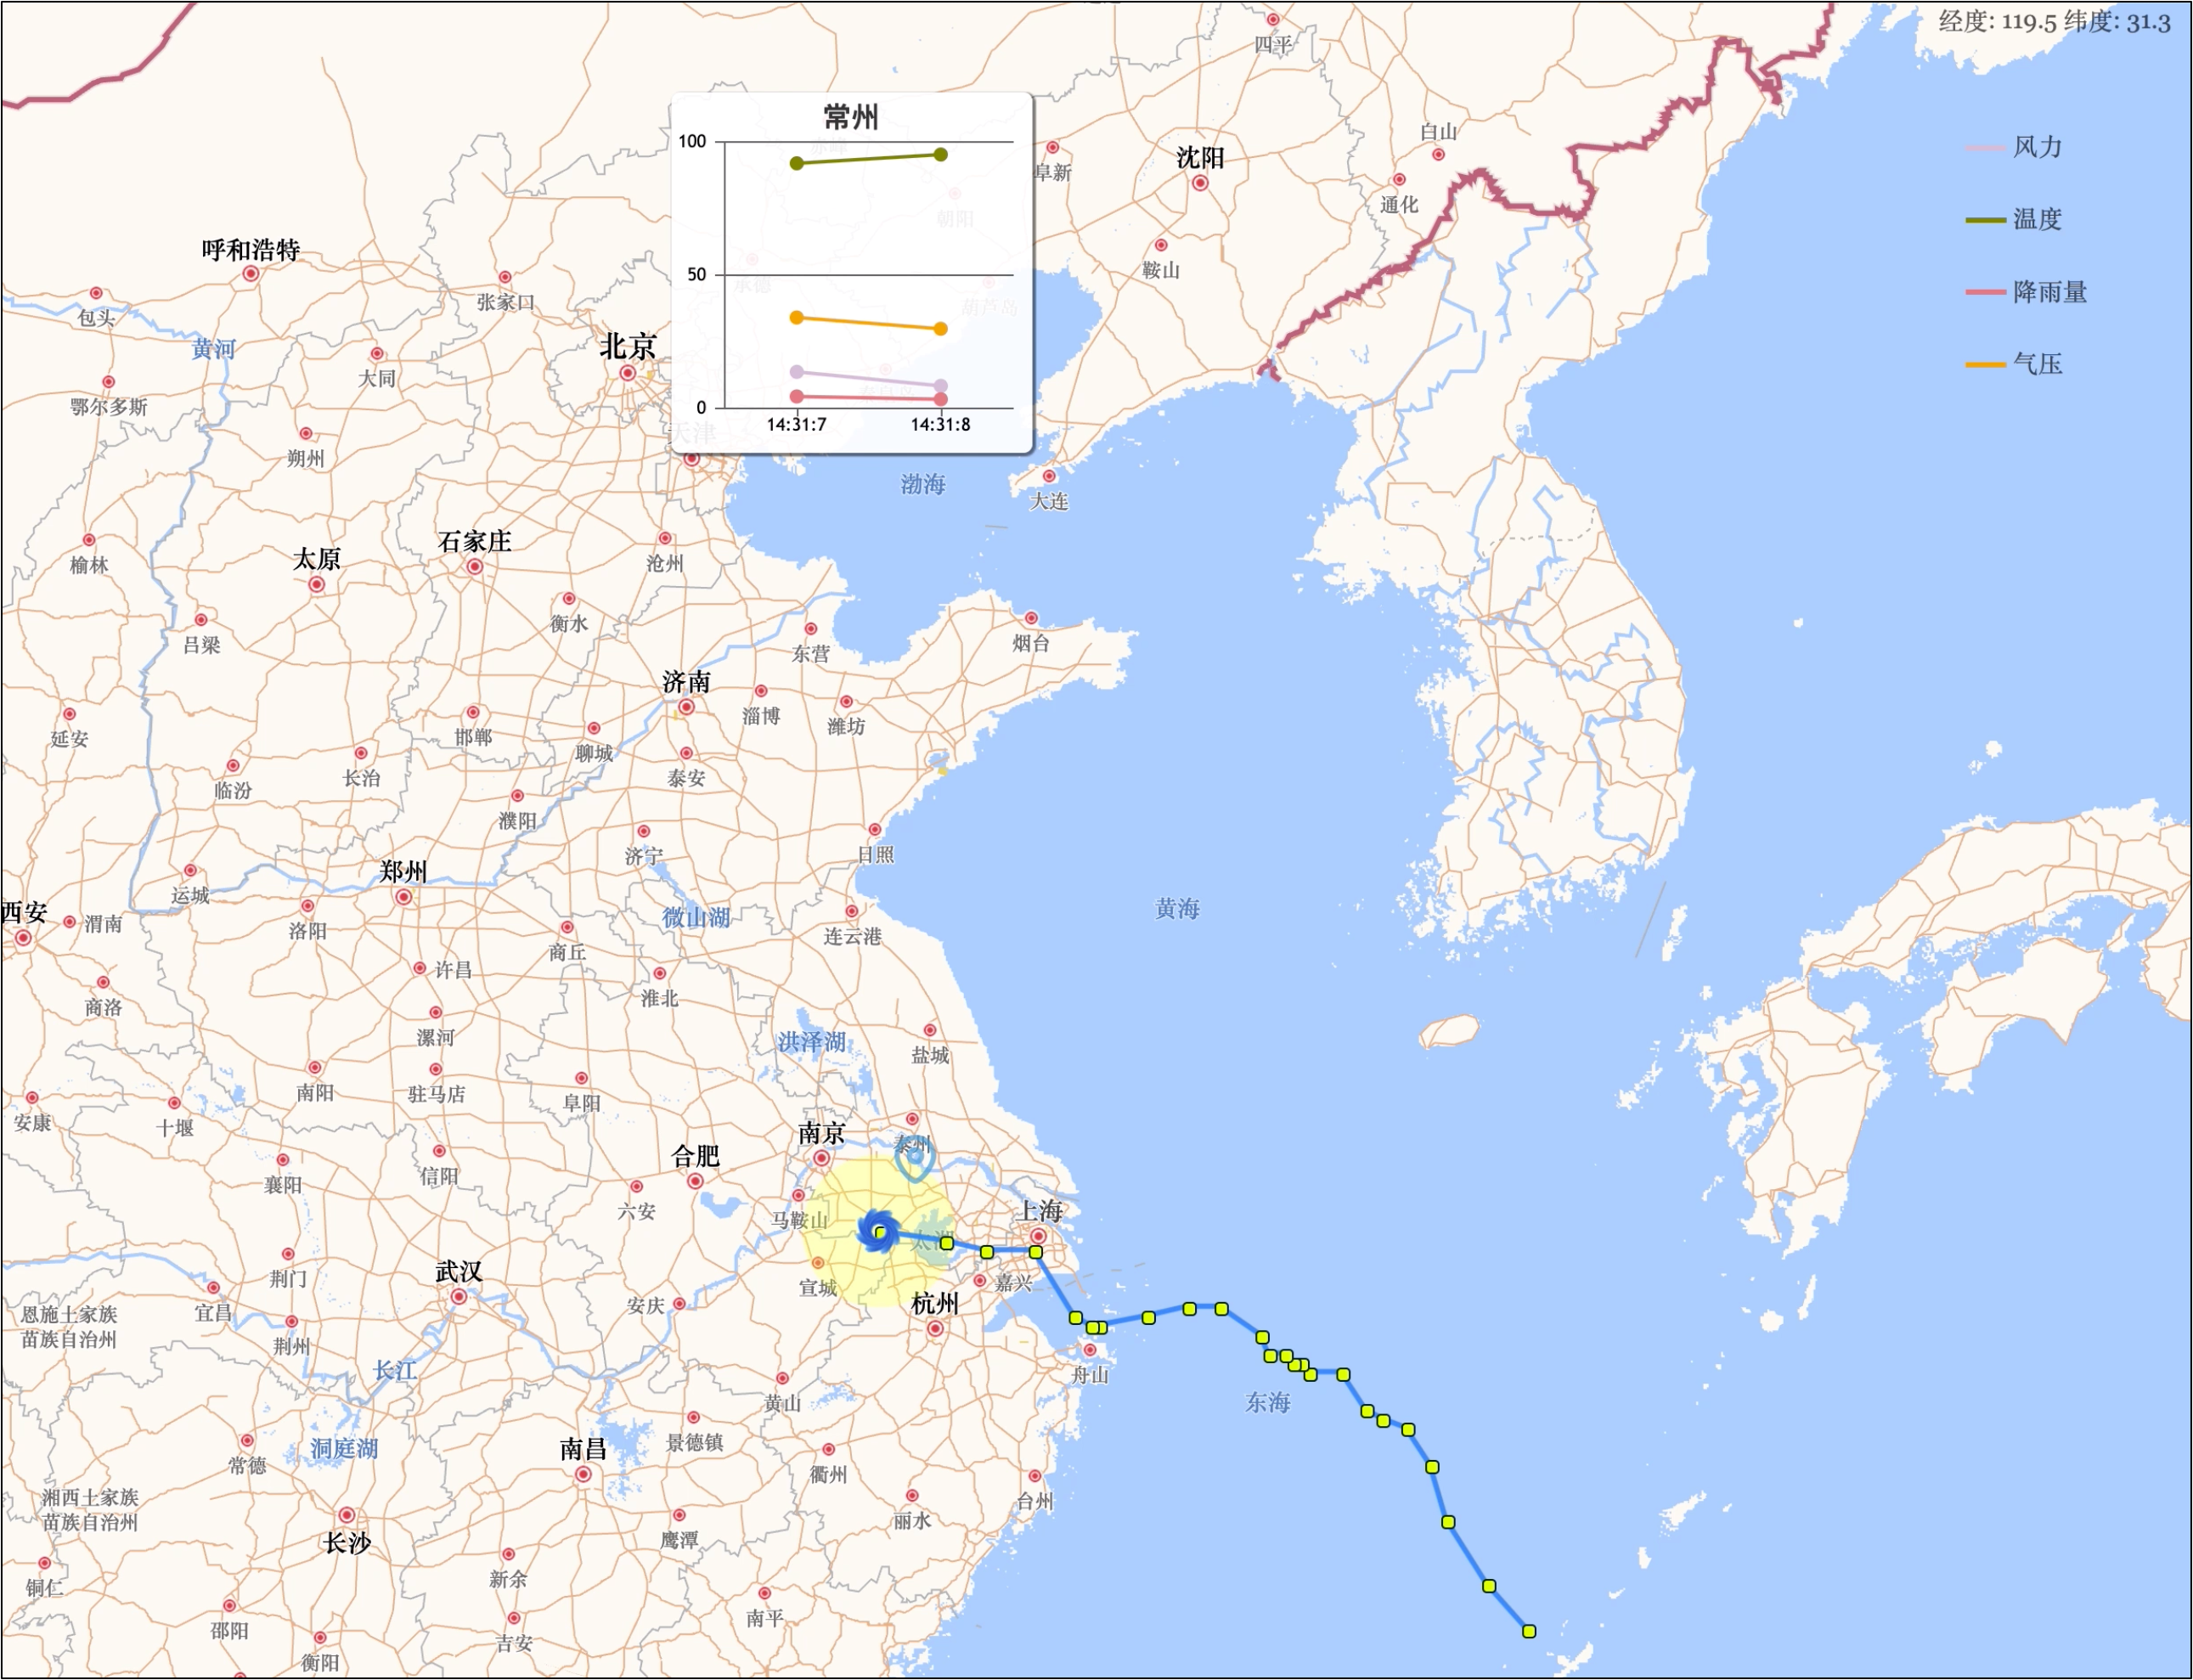 四平
经度: 119.5 纬度: 31.3
常州
100
50
0
14:31:7
14:31:8
风力
温度
降雨量
气压
赤峰
朝阳
承德
葫芦岛
阜新
沈阳
白山
通化
鞍山
呼和浩特
张家口
包头
黄河
北京
大同
鄂尔多斯
天津
朔州
渤海
大连
榆林
太原
石家庄
沧州
衡水
吕梁
东营
烟台
济南
淄博
潍坊
延安
邯郸
聊城
泰安
临汾
长治
濮阳
济宁
日照
郑州
运城
西安
渭南
洛阳
微山湖
黄海
连云港
商丘
许昌
淮北
商洛
漯河
洪泽湖
盐城
南阳
驻马店
阜阳
安康
十堰
南京
泰州
合肥
信阳
襄阳
六安
马鞍山
上海
太湖
荆门
武汉
宣城
嘉兴
宜昌
安庆
杭州
恩施土家族
苗族自治州
荆州
长江
舟山
黄山
东海
洞庭湖
常德
南昌
景德镇
衢州
湘西土家族
苗族自治州
台州
丽水
长沙
鹰潭
铜仁
新余
南平
邵阳
吉安
衡阳